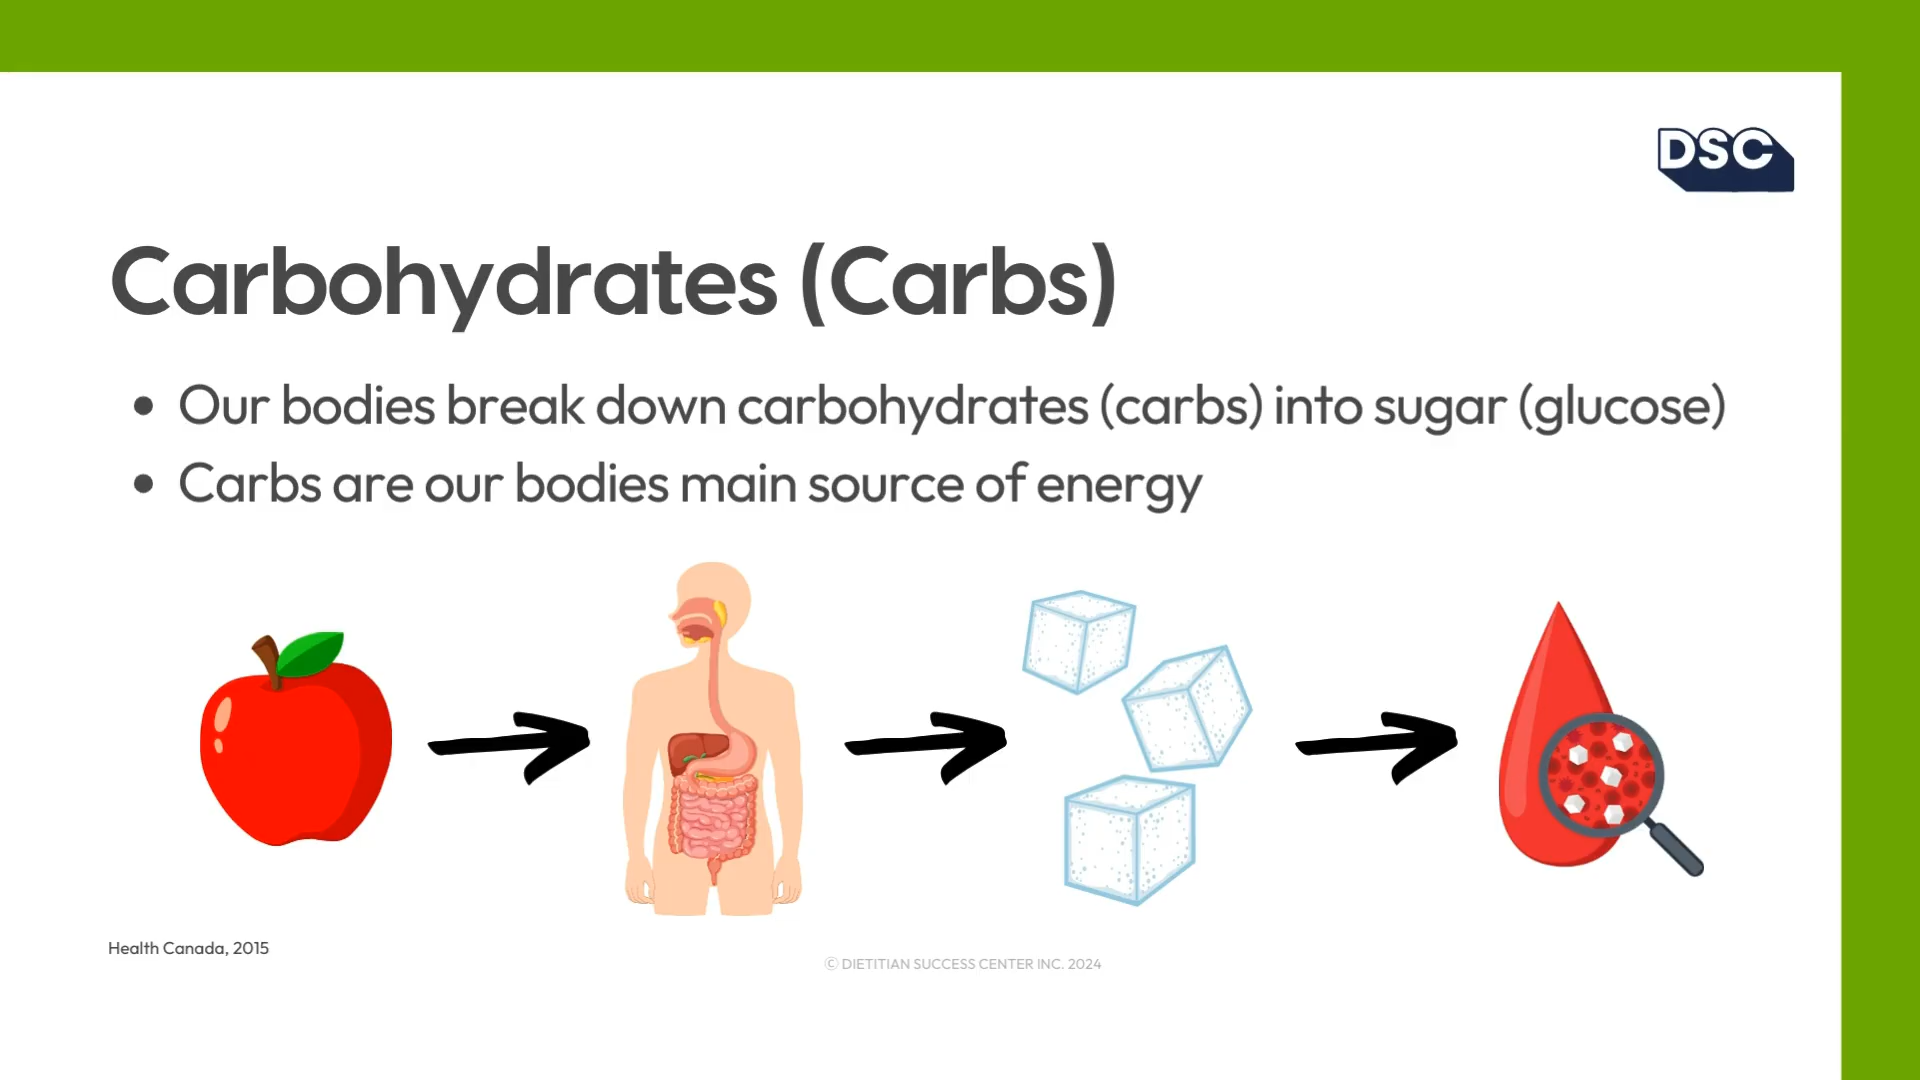 DSC
Carbohydrates (Carbs)
• Our bodies break down carbohydrates (carbs) into sugar (glucose)
• Carbs are our bodies main source of energy
Health Canada, 2015
© DIETITIAN SUCCESS CENTER INC. 2024